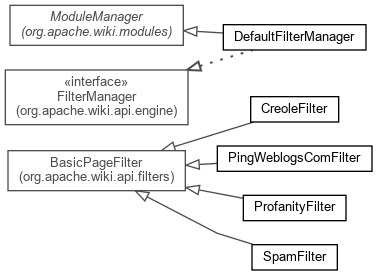 ModuleManager
(org.apache.wiki.modules)
DefaultFilterManager
«interface»
FilterManager
(org.apache.wiki.api.engine)
CreoleFilter
BasicPageFilter
(org.apache.wiki.api.filters)
PingWeblogsComFilter
ProfanityFilter
SpamFilter